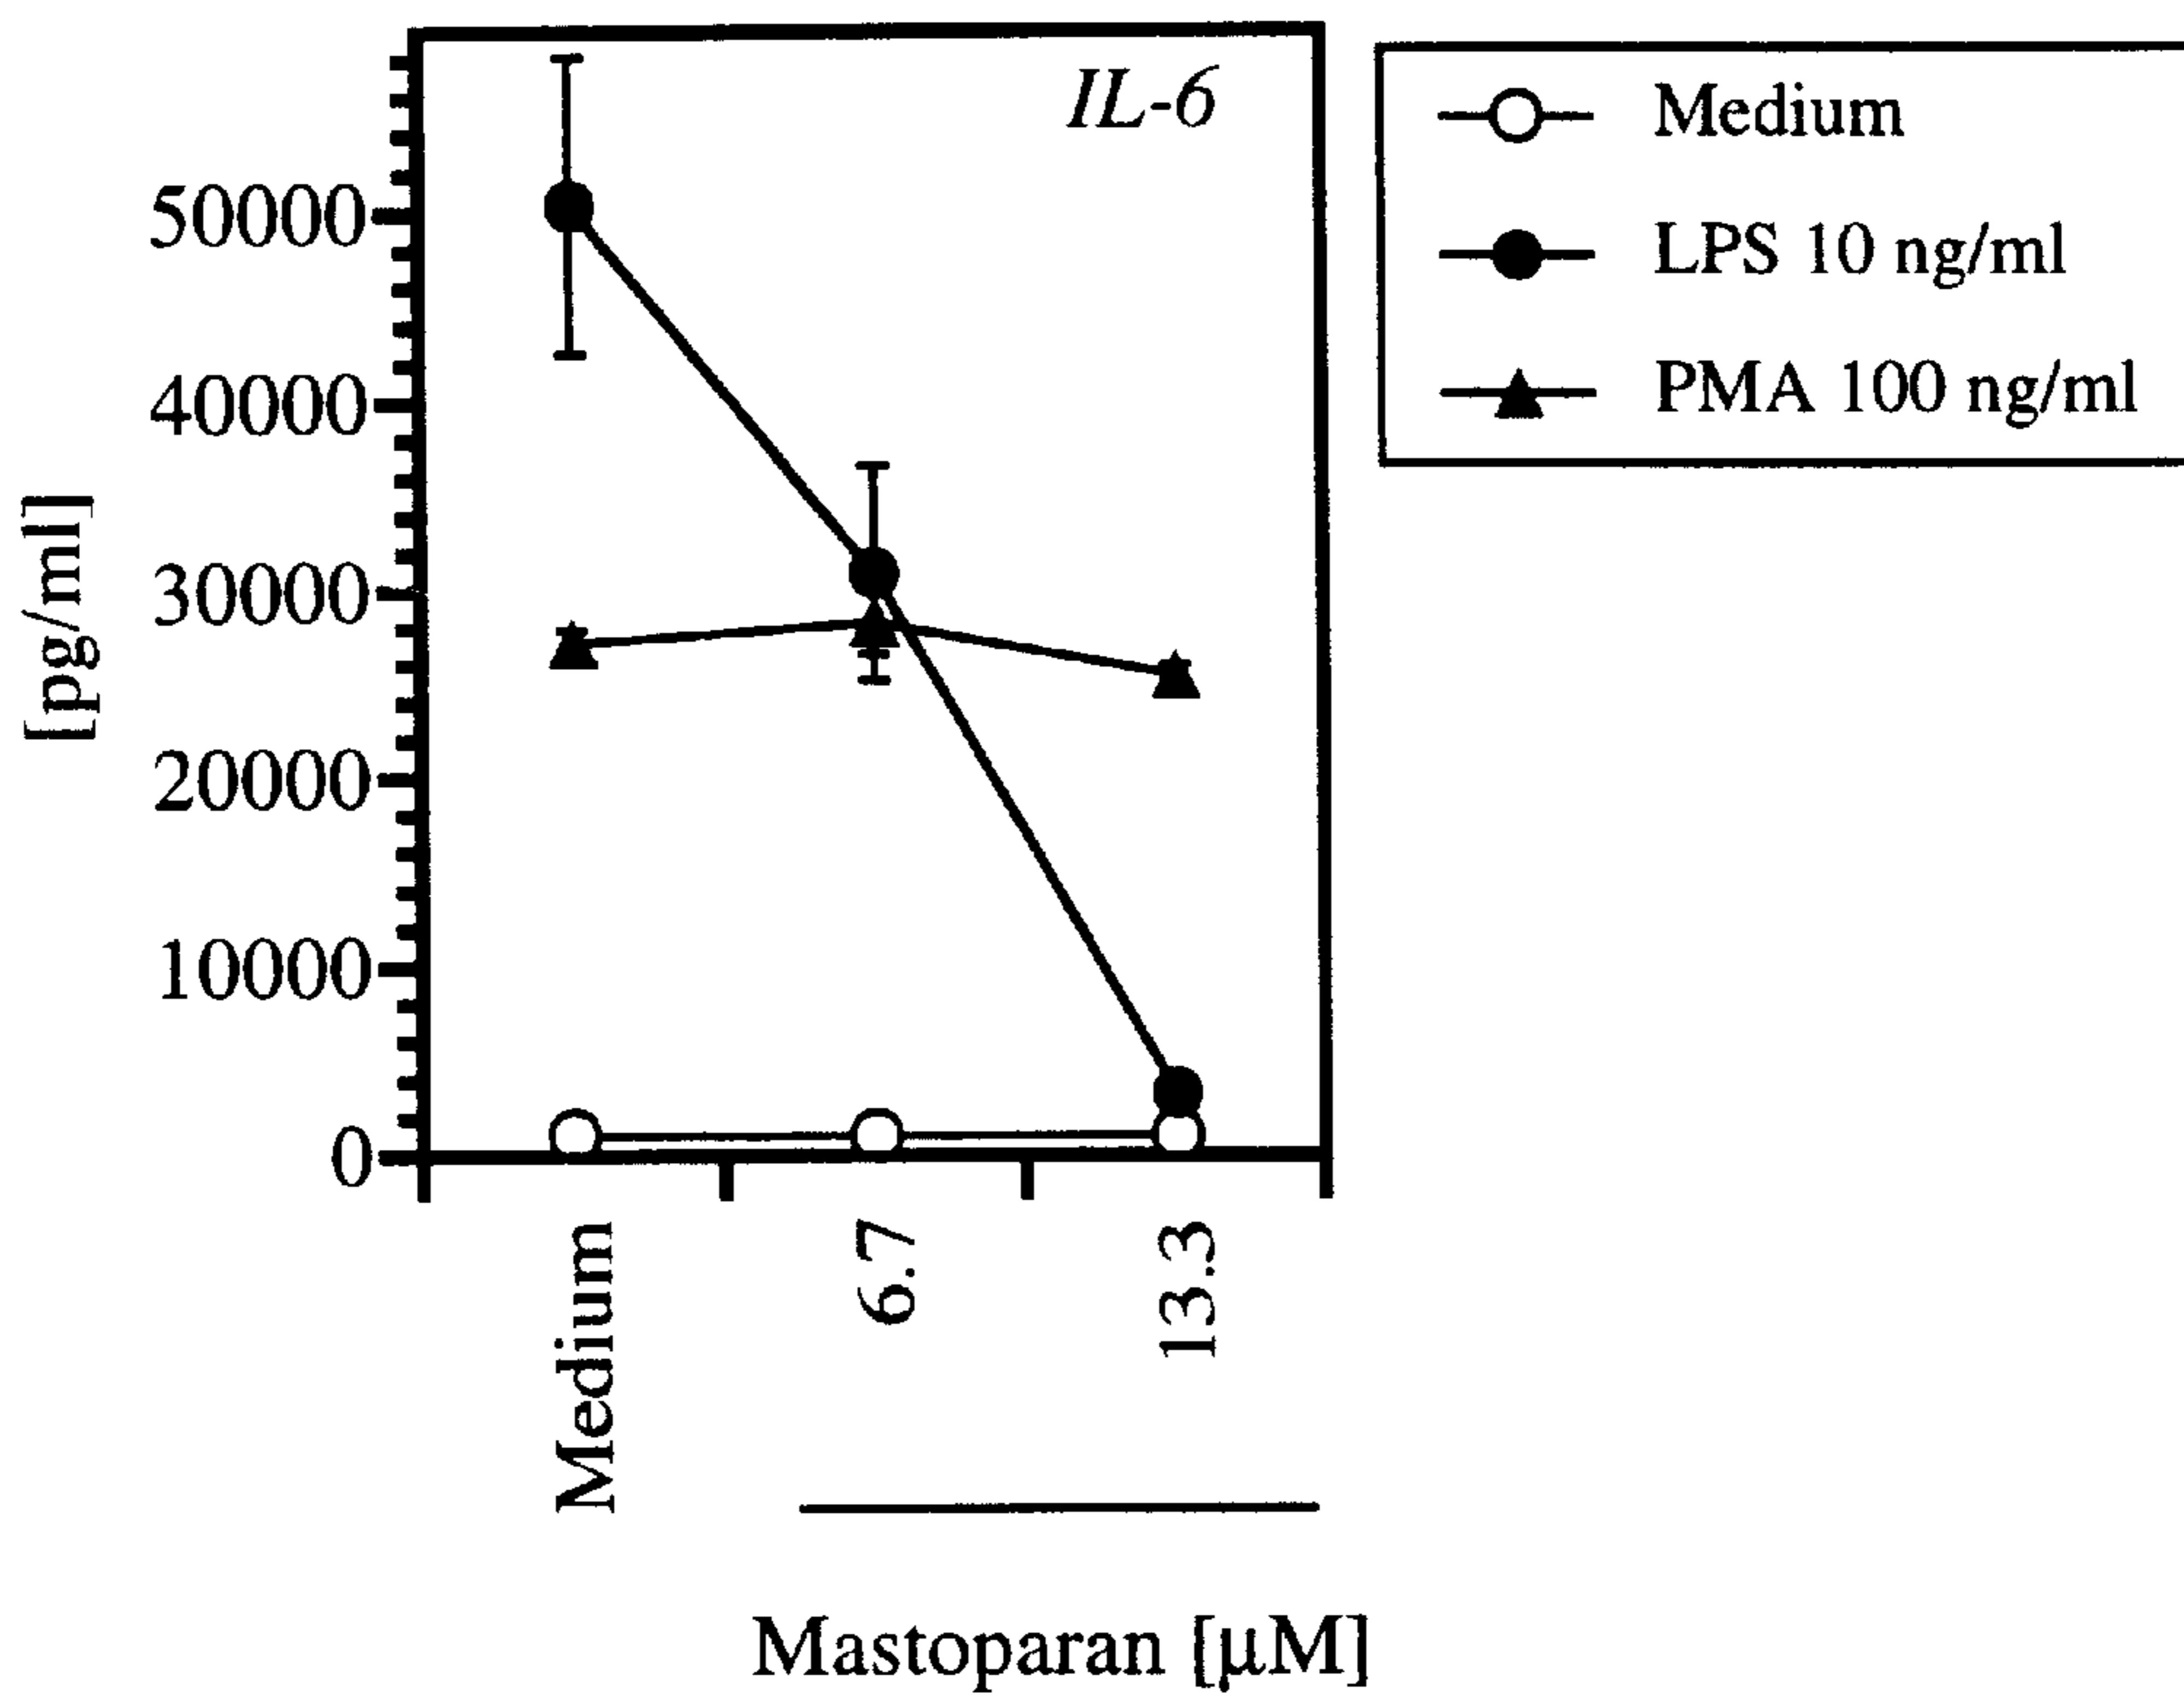 IL-6
Medium
LPS 10 ng/ml
PMA 100 ng/ml
[pg/ml]
50000
40000
30000
20000
10000
0
Medium
6.7
13.3
Mastoparan [µM]